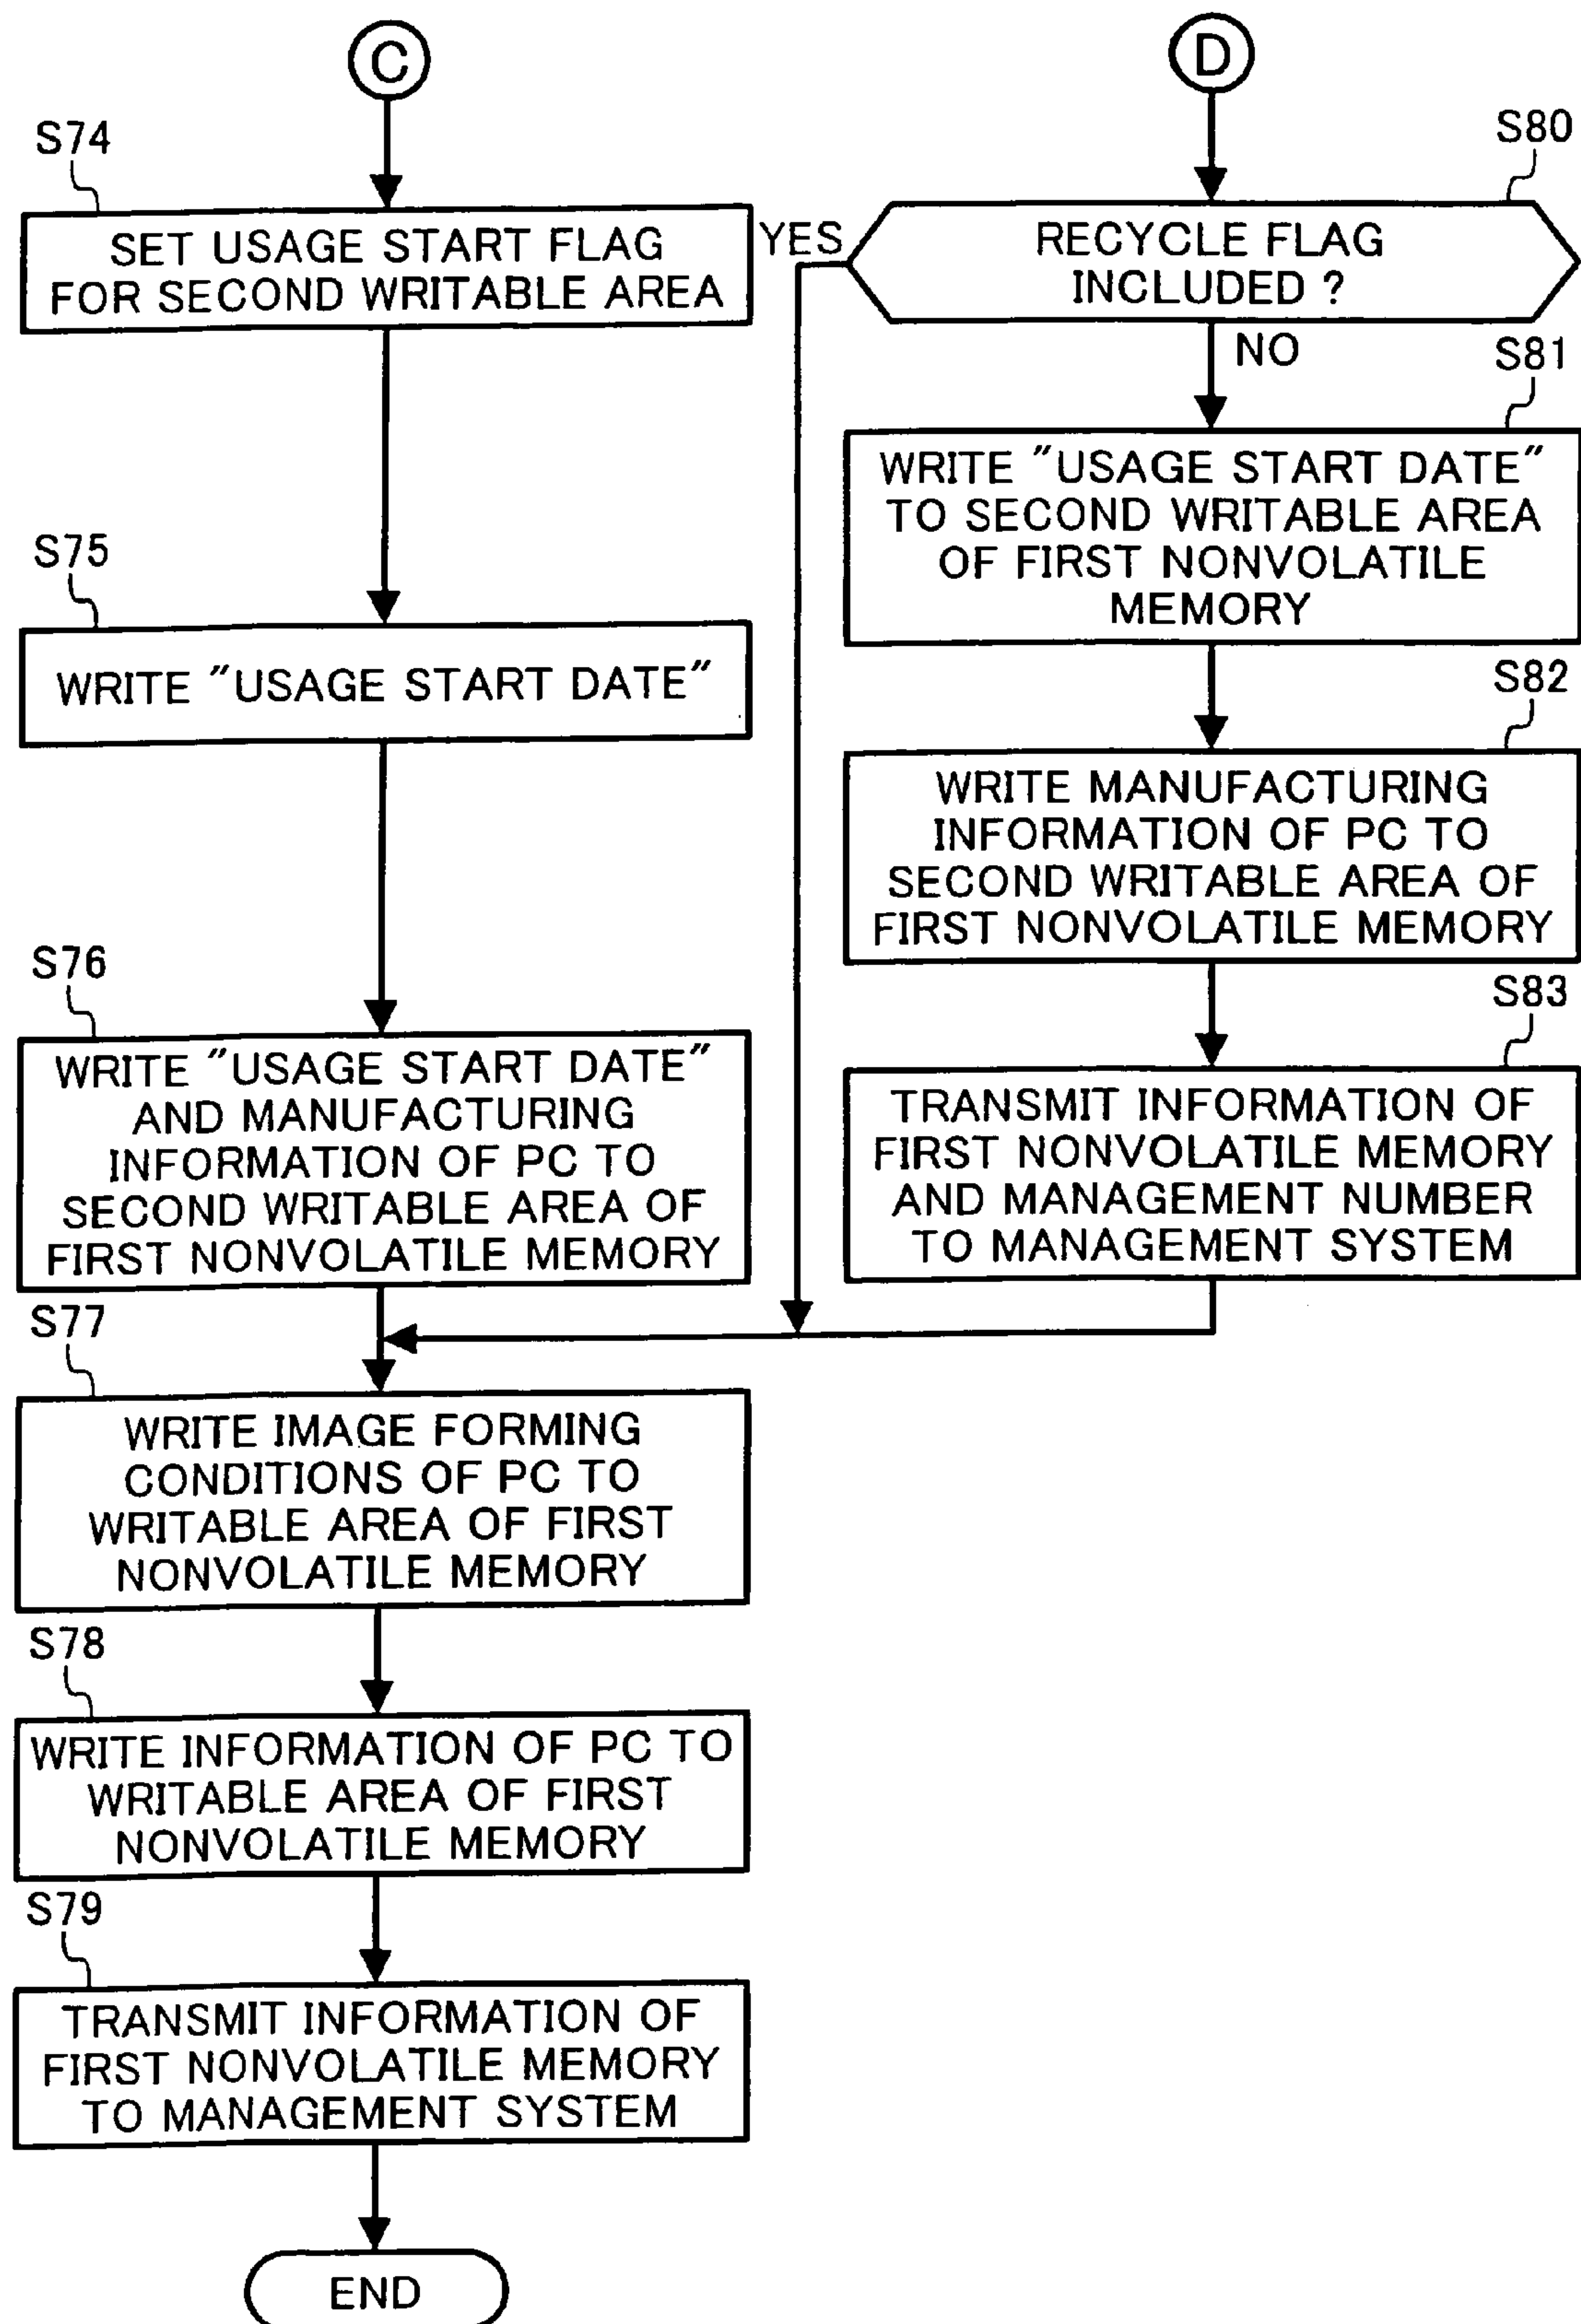 C
S74
SET USAGE START FLAG
FOR SECOND WRITABLE AREA
S75
WRITE "USAGE START DATE"
S76
WRITE "USAGE START DATE"
AND MANUFACTURING
INFORMATION OF PC TO
SECOND WRITABLE AREA OF
FIRST NONVOLATILE MEMORY
S77
WRITE IMAGE FORMING
CONDITIONS OF PC TO
WRITABLE AREA OF FIRST
NONVOLATILE MEMORY
S78
WRITE INFORMATION OF PC TO
WRITABLE AREA OF FIRST
NONVOLATILE MEMORY
S79
TRANSMIT INFORMATION OF
FIRST NONVOLATILE MEMORY
TO MANAGEMENT SYSTEM
END
D
S80
RECYCLE FLAG
INCLUDED ?
YES
NO
S81
WRITE "USAGE START DATE"
TO SECOND WRITABLE AREA
OF FIRST NONVOLATILE
MEMORY
S82
WRITE MANUFACTURING
INFORMATION OF PC TO
SECOND WRITABLE AREA OF
FIRST NONVOLATILE MEMORY
S83
TRANSMIT INFORMATION OF
FIRST NONVOLATILE MEMORY
AND MANAGEMENT NUMBER
TO MANAGEMENT SYSTEM